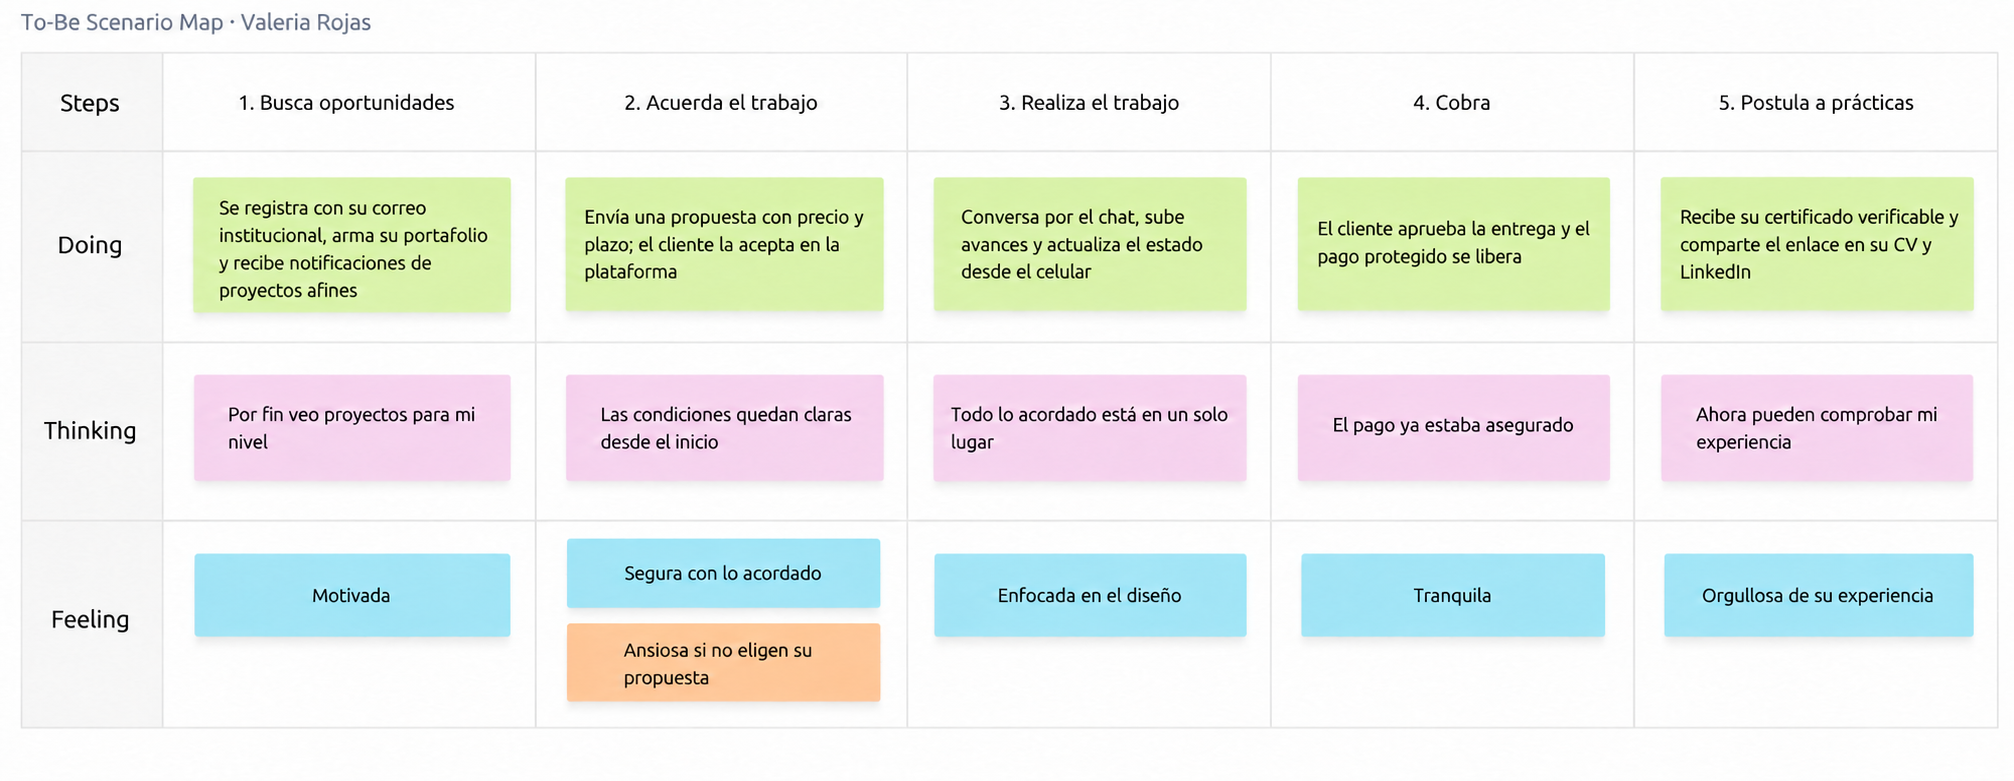 To-Be Scenario Map · Valeria Rojas
Steps
1. Busca oportunidades
2. Acuerda el trabajo
3. Realiza el trabajo
4. Cobra
5. Postula a prácticas
Doing
Se registra con su correo
institucional, arma su portafolio
y recibe notificaciones de
proyectos afines
Envía una propuesta con precio y
plazo; el cliente la acepta en la
plataforma
Conversa por el chat, sube
avances y actualiza el estado
desde el celular
El cliente aprueba la entrega y el
pago protegido se libera
Recibe su certificado verificable y
comparte el enlace en su CV y
LinkedIn
Thinking
Por fin veo proyectos para mi
nivel
Las condiciones quedan claras
desde el inicio
Todo lo acordado está en un solo
lugar
El pago ya estaba asegurado
Ahora pueden comprobar mi
experiencia
Feeling
Motivada
Segura con lo acordado
Ansiosa si no eligen su
propuesta
Enfocada en el diseño
Tranquila
Orgullosa de su experiencia